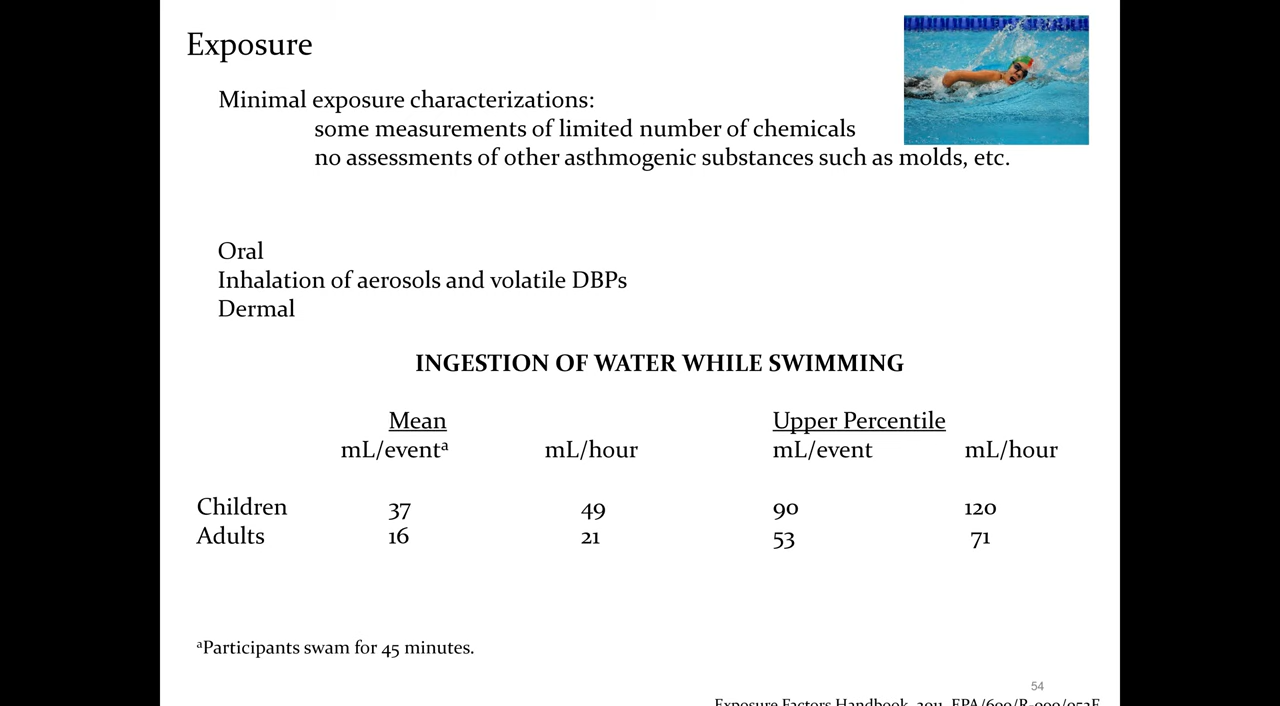 Exposure
Minimal exposure characterizations:
some measurements of limited number of chemicals
no assessments of other asthmogenic substances such as molds, etc.
Oral
Inhalation of aerosols and volatile DBPs
Dermal
INGESTION OF WATER WHILE SWIMMING
Mean Upper Percentile
mL/eventᵃ mL/hour mL/event mL/hour
Children 37 49 90 120
Adults 16 21 53 71
ᵃParticipants swam for 45 minutes.
54
Exposure Factors Handbook